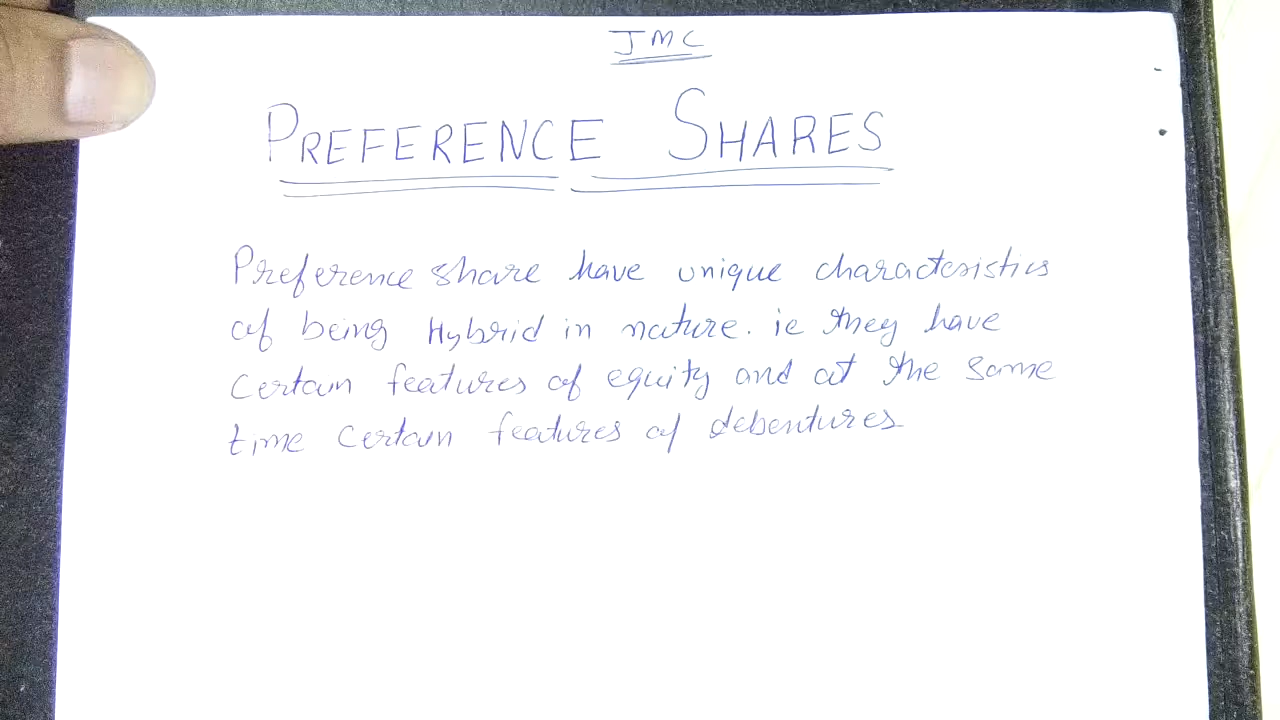 JMC
PREFERENCE SHARES
Preference share have unique characteristics
of being Hybrid in nature. ie they have
certain features of equity and at the same
time certain features of debentures